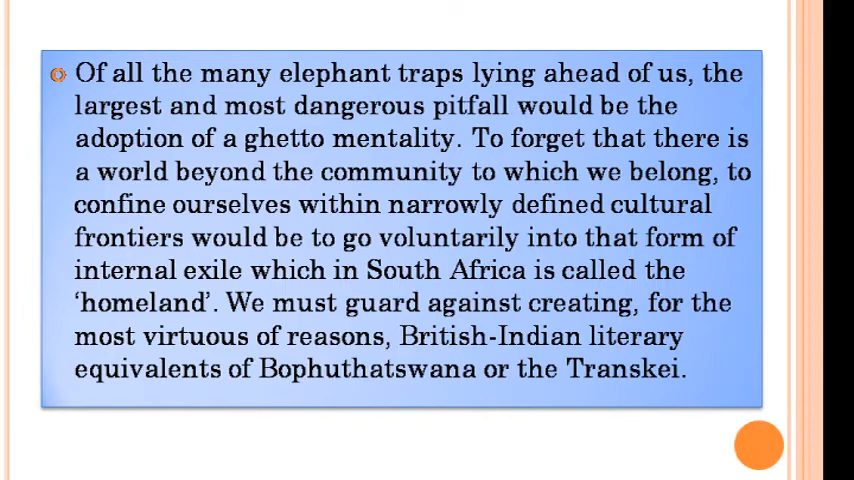 Of all the many elephant traps lying ahead of us, the
largest and most dangerous pitfall would be the
adoption of a ghetto mentality. To forget that there is
a world beyond the community to which we belong, to
confine ourselves within narrowly defined cultural
frontiers would be to go voluntarily into that form of
internal exile which in South Africa is called the
‘homeland’. We must guard against creating, for the
most virtuous of reasons, British-Indian literary
equivalents of Bophuthatswana or the Transkei.